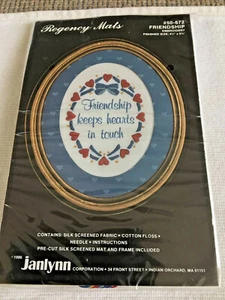 Regency Mats
#50-672
FRIENDSHIP
EMBROIDERY
Friendship
keeps hearts
in touch
CONTAINS: SILK SCREENED FABRIC • COTTON FLOSS •
NEEDLE • INSTRUCTIONS
PRE-CUT SILK SCREENED MAT, AND FRAME INCLUDED
Janlynn CORPORATION • 34 FRONT STREET • INDIAN ORCHARD, MA 01151